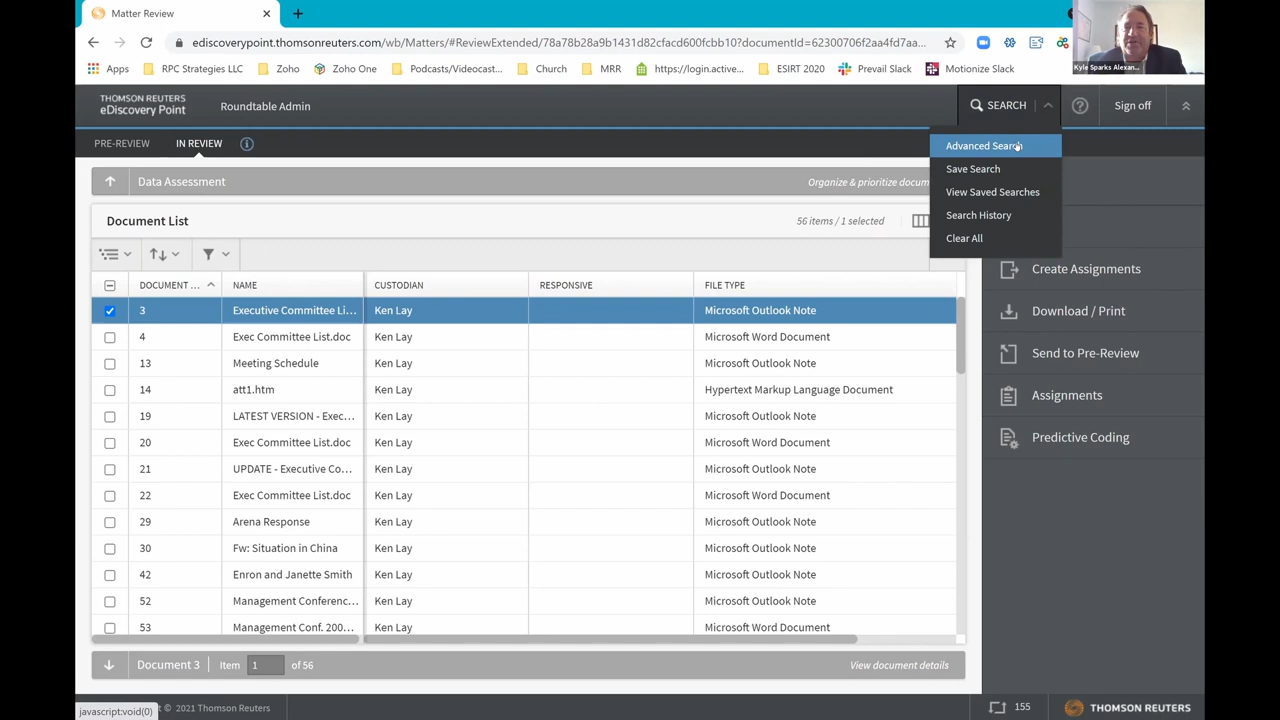 Matter Review
ediscoverypoint.thomsonreuters.com/wb/Matters/#ReviewExtended/78a78b28a9b1431d82cfacd600fcbb10?documentId=62300706f2aa4fd7aa...
Apps RPC Strategies LLC Zoho Zoho One Podcasts/Videocast... Church MRR https://login.active... ESIRT 2020 Prevail Slack Motionize Slack
Kyle Sparks Alexan...
THOMSON REUTERS
eDiscovery Point
Roundtable Admin
SEARCH
Sign off
PRE-REVIEW IN REVIEW
Advanced Search
Save Search
View Saved Searches
Search History
Clear All
Data Assessment Organize & prioritize docum
Document List 56 items / 1 selected
DOCUMENT ... NAME CUSTODIAN RESPONSIVE FILE TYPE
3 Executive Committee Li... Ken Lay Microsoft Outlook Note
4 Exec Committee List.doc Ken Lay Microsoft Word Document
13 Meeting Schedule Ken Lay Microsoft Outlook Note
14 att1.htm Ken Lay Hypertext Markup Language Document
19 LATEST VERSION - Exec... Ken Lay Microsoft Outlook Note
20 Exec Committee List.doc Ken Lay Microsoft Word Document
21 UPDATE - Executive Co... Ken Lay Microsoft Outlook Note
22 Exec Committee List.doc Ken Lay Microsoft Word Document
29 Arena Response Ken Lay Microsoft Outlook Note
30 Fw: Situation in China Ken Lay Microsoft Outlook Note
42 Enron and Janette Smith Ken Lay Microsoft Outlook Note
52 Management Conferenc... Ken Lay Microsoft Outlook Note
53 Management Conf. 200... Ken Lay Microsoft Word Document
Create Assignments
Download / Print
Send to Pre-Review
Assignments
Predictive Coding
Document 3 Item 1 of 56 View document details
javascript:void(0)
© 2021 Thomson Reuters
155
THOMSON REUTERS